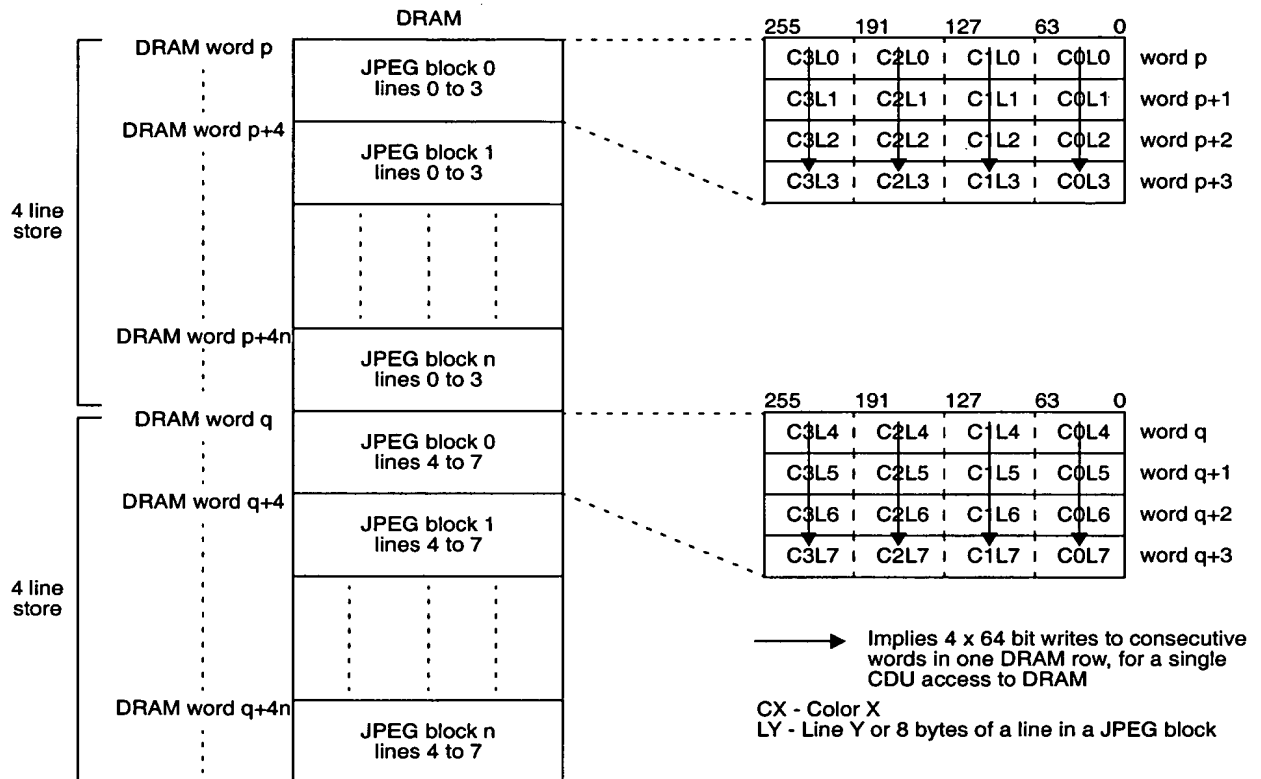 DRAM
DRAM word p
JPEG block 0
lines 0 to 3
DRAM word p+4
JPEG block 1
lines 0 to 3
4 line
store
DRAM word p+4n
JPEG block n
lines 0 to 3
DRAM word q
JPEG block 0
lines 4 to 7
DRAM word q+4
JPEG block 1
lines 4 to 7
4 line
store
DRAM word q+4n
JPEG block n
lines 4 to 7
255 191 127 63 0
C3L0 C2L0 C1L0 C0L0 word p
C3L1 C2L1 C1L1 C0L1 word p+1
C3L2 C2L2 C1L2 C0L2 word p+2
C3L3 C2L3 C1L3 C0L3 word p+3
255 191 127 63 0
C3L4 C2L4 C1L4 C0L4 word q
C3L5 C2L5 C1L5 C0L5 word q+1
C3L6 C2L6 C1L6 C0L6 word q+2
C3L7 C2L7 C1L7 C0L7 word q+3
Implies 4 x 64 bit writes to consecutive
words in one DRAM row, for a single
CDU access to DRAM
CX - Color X
LY - Line Y or 8 bytes of a line in a JPEG block